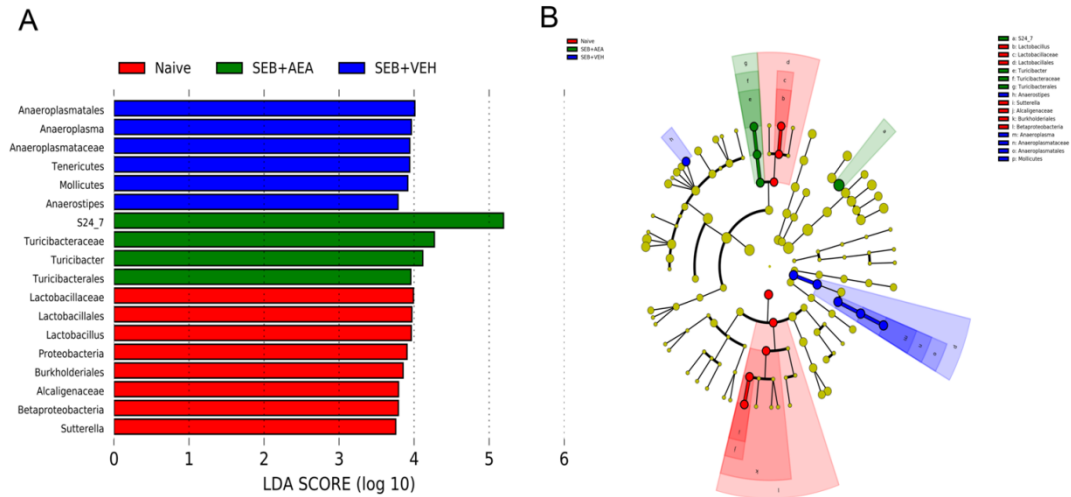 A
Naive SEB+AEA SEB+VEH
Anaeroplasmatales
Anaeroplasma
Anaeroplasmataceae
Tenericutes
Mollicutes
Anaerostipes
S24_7
Turicibacteraceae
Turicibacter
Turicibacterales
Lactobacillaceae
Lactobacillales
Lactobacillus
Proteobacteria
Burkholderiales
Alcaligenaceae
Betaproteobacteria
Sutterella
0 1 2 3 4 5 6
LDA SCORE (log 10)
B
Naive
SEB+AEA
SEB+VEH
a: S24_7
b: Lactobacillus
c: Lactobacillaceae
d: Lactobacillales
e: Turicibacter
f: Turicibacteraceae
g: Turicibacterales
h: Anaerostipes
i: Sutterella
j: Alcaligenaceae
k: Burkholderiales
l: Betaproteobacteria
m: Anaeroplasma
n: Anaeroplasmataceae
o: Anaeroplasmatales
p: Mollicutes
g
d
f
c
e
b
k
l